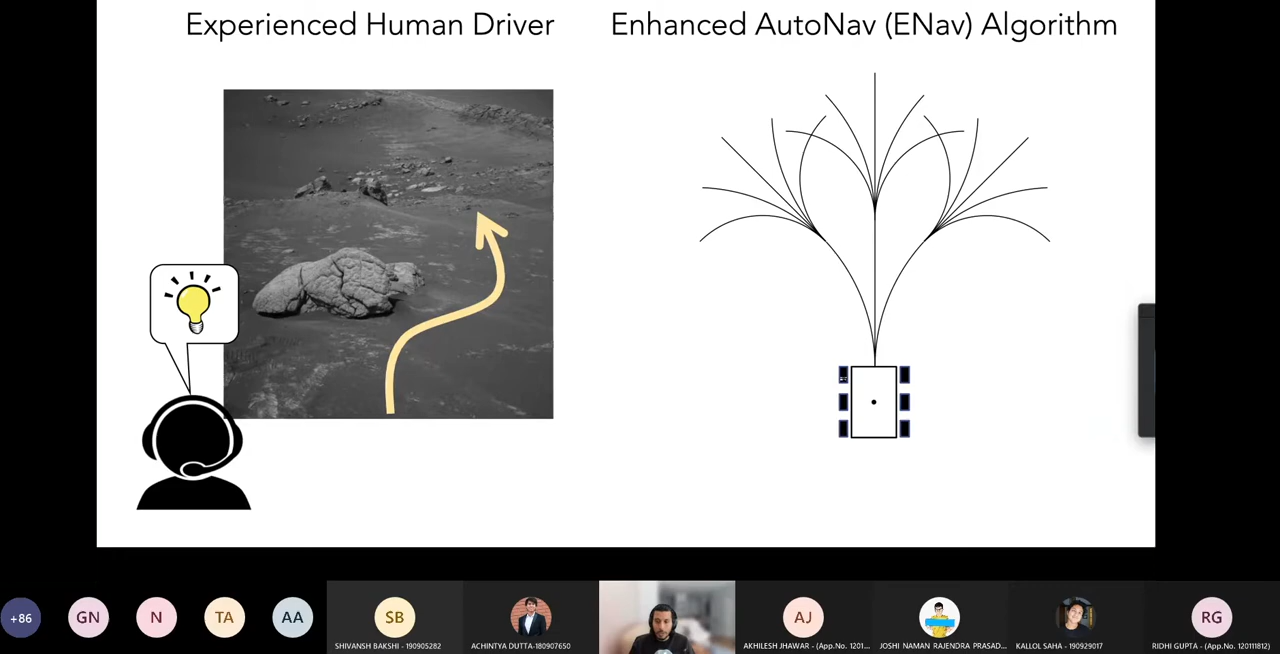 Experienced Human Driver
Enhanced AutoNav (ENav) Algorithm
+86
GN
N
TA
AA
SB
AJ
RG
SHIVANSH BAKSHI - 190905282
ACHINTYA DUTTA-180907650
AKHILESH JHAWAR - (App.No. 1201...
JOSHI NAMAN RAJENDRA PRASAD...
KALLOL SAHA - 190929017
RIDHI GUPTA - (App.No. 120111812)